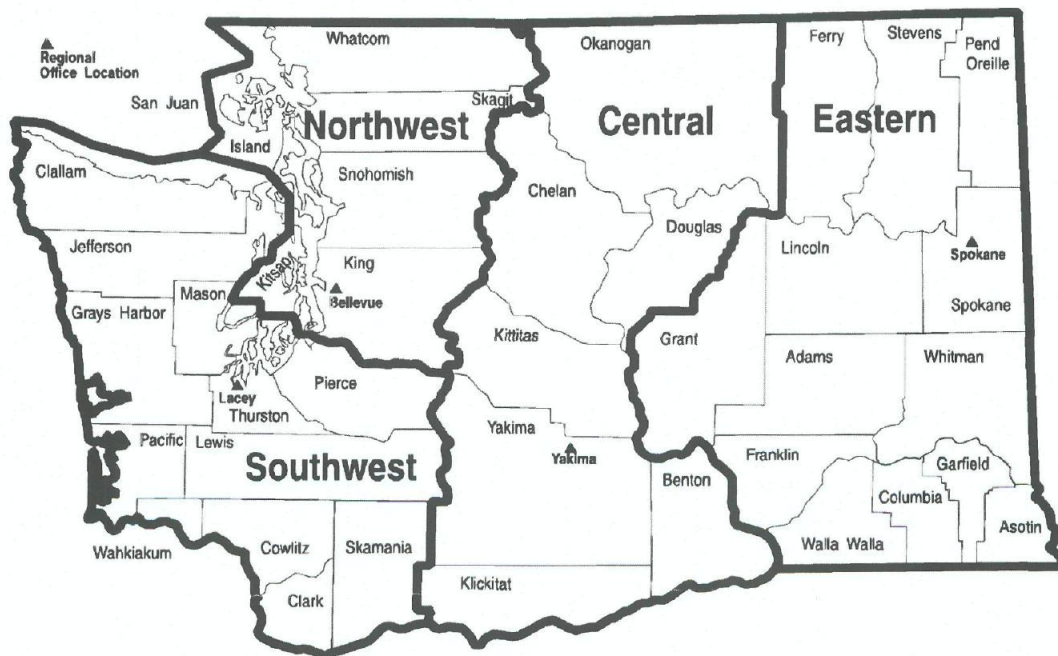 Regional
Office Location
San Juan
Whatcom
Skagit
Northwest
Island
Snohomish
King
Bellevue
Kitsap
Okanogan
Central
Chelan
Douglas
Kittitas
Yakima
Yakima
Benton
Klickitat
Ferry
Stevens
Pend
Oreille
Eastern
Lincoln
Spokane
Spokane
Grant
Adams
Whitman
Franklin
Garfield
Columbia
Asotin
Walla Walla
Clallam
Jefferson
Mason
Grays Harbor
Pierce
Lacey
Thurston
Pacific
Lewis
Southwest
Wahkiakum
Cowlitz
Skamania
Clark